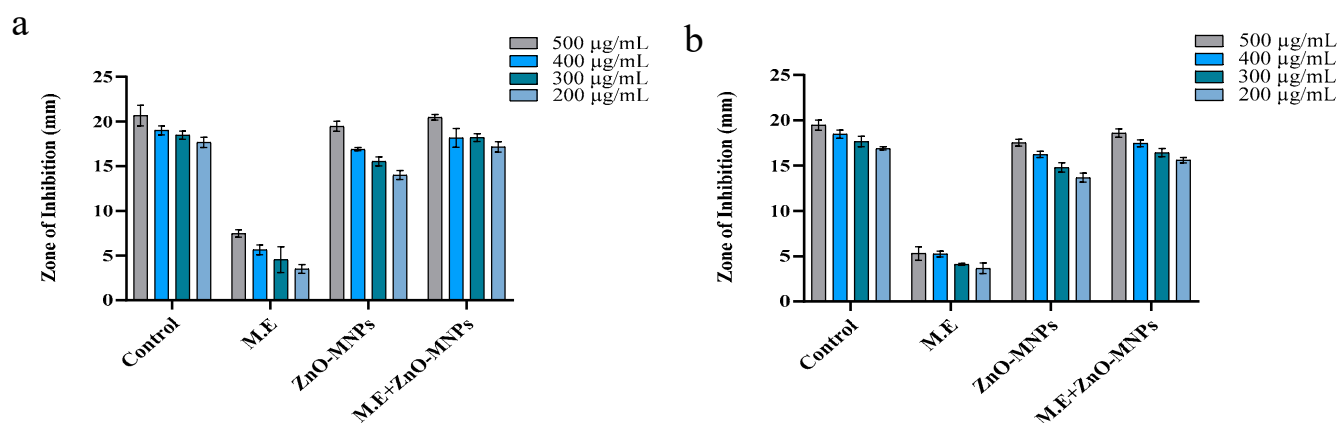 a
500 µg/mL
400 µg/mL
300 µg/mL
200 µg/mL
Zone of Inhibition (mm)
25
20
15
10
5
0
Control
M.E
ZnO-MNPs
M.E+ZnO-MNPs
b
500 µg/mL
400 µg/mL
300 µg/mL
200 µg/mL
Zone of Inhibition (mm)
25
20
15
10
5
0
Control
M.E
ZnO-MNPs
M.E+ZnO-MNPs